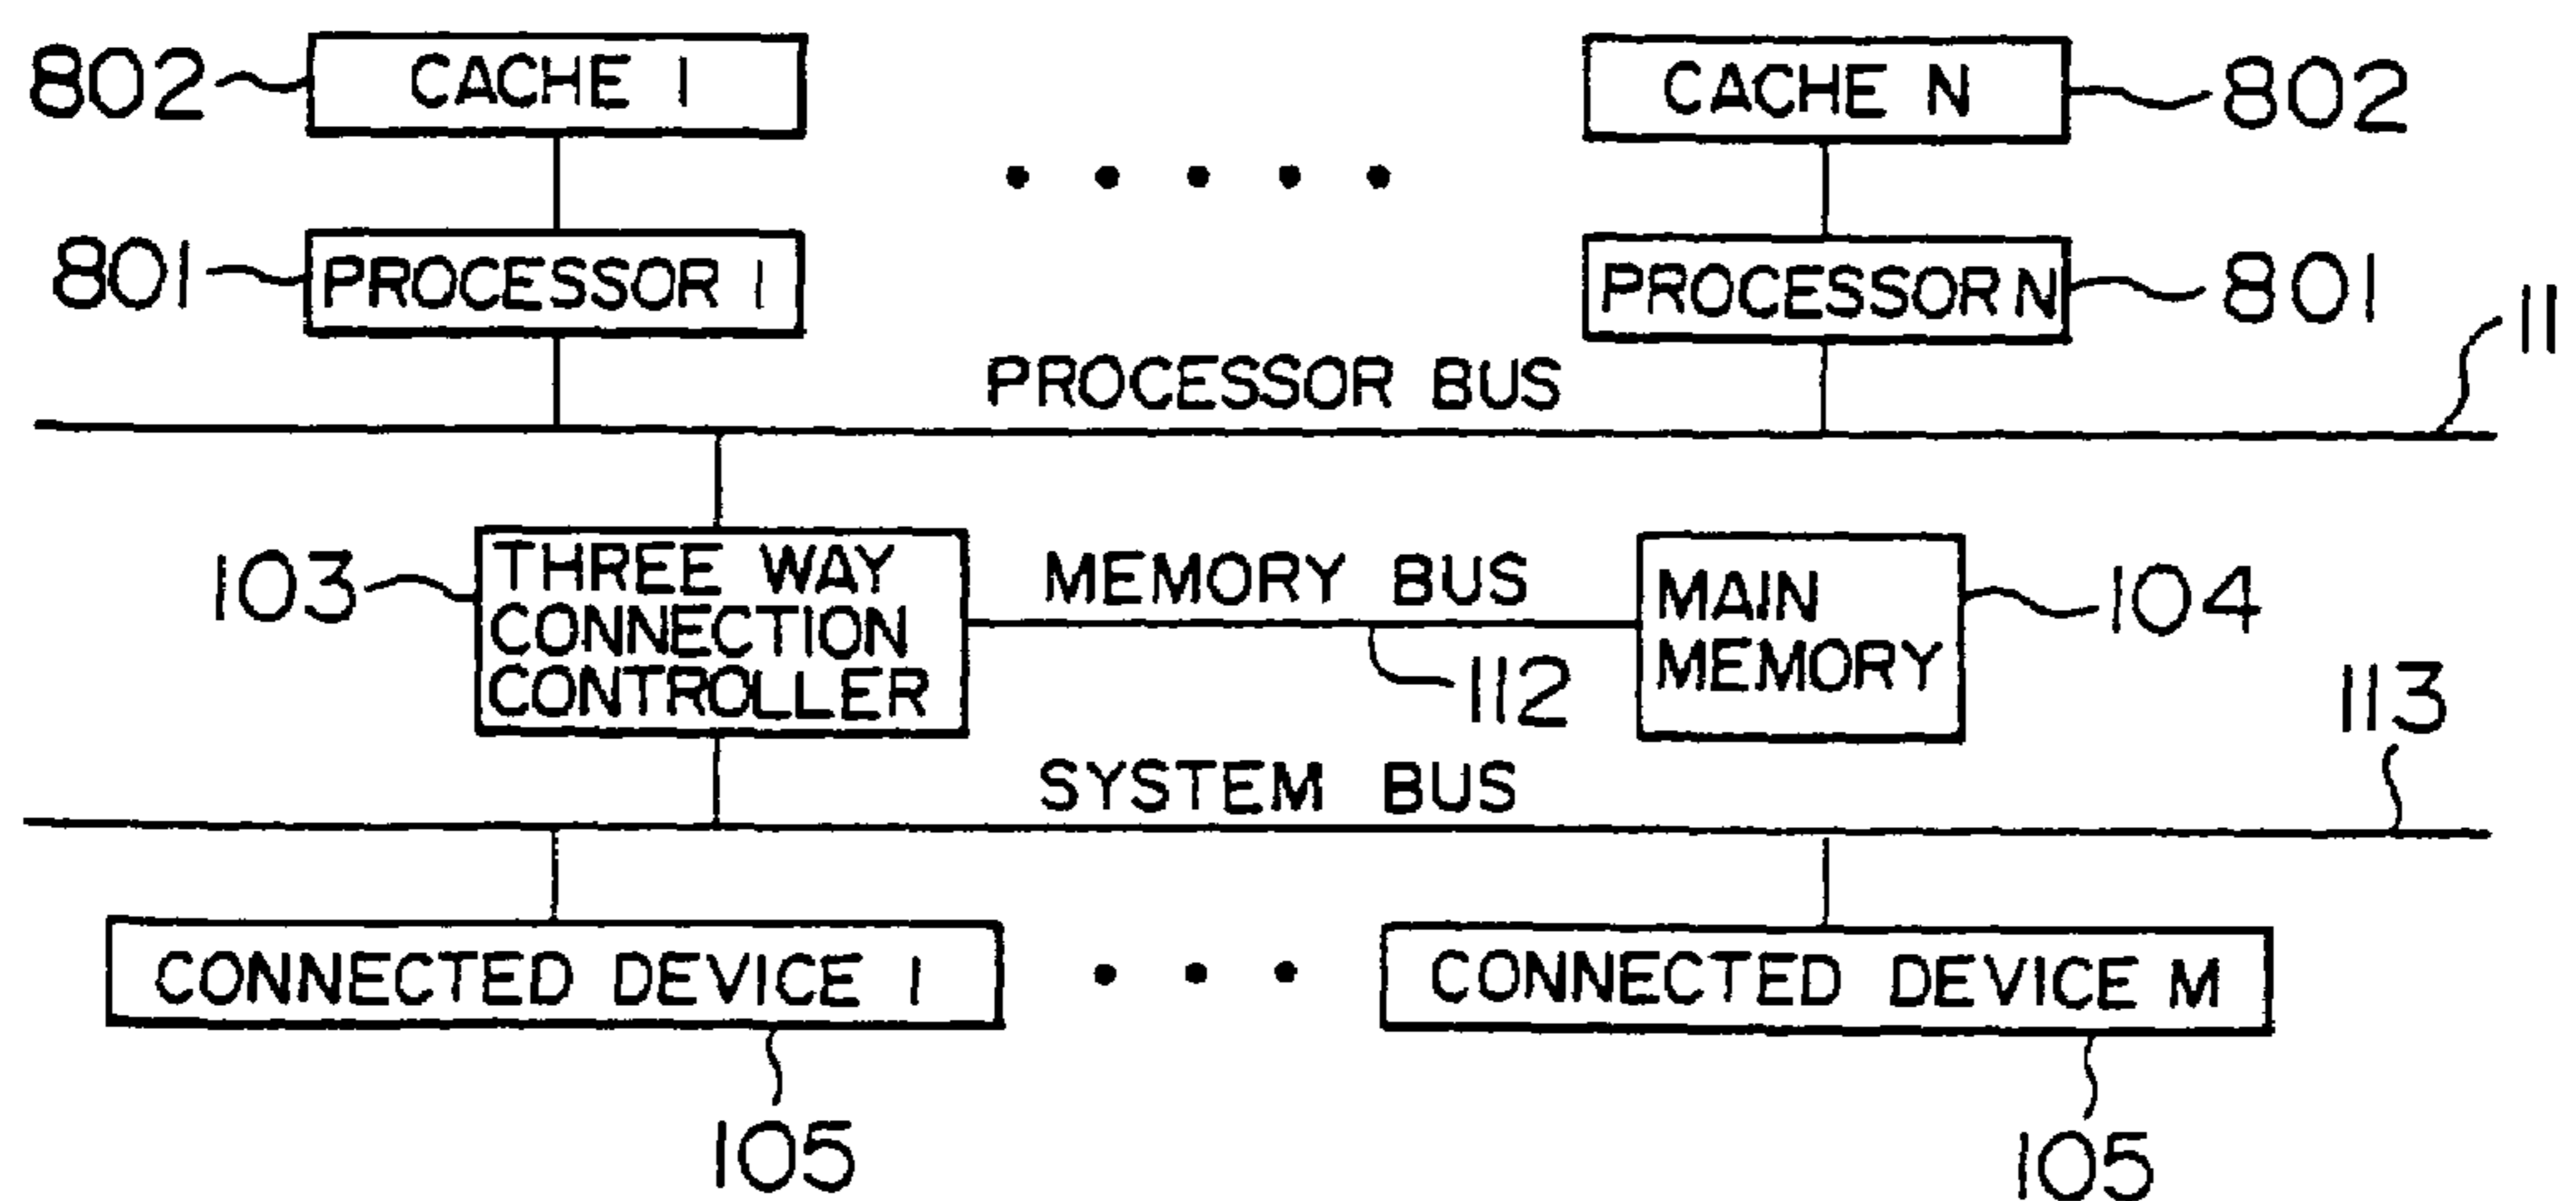 802 CACHE 1 CACHE N 802
801 PROCESSOR 1 PROCESSOR N 801
11
PROCESSOR BUS
103 THREE WAY
CONNECTION
CONTROLLER
MEMORY BUS
112
MAIN
MEMORY
104
113
SYSTEM BUS
CONNECTED DEVICE 1 CONNECTED DEVICE M
105 105